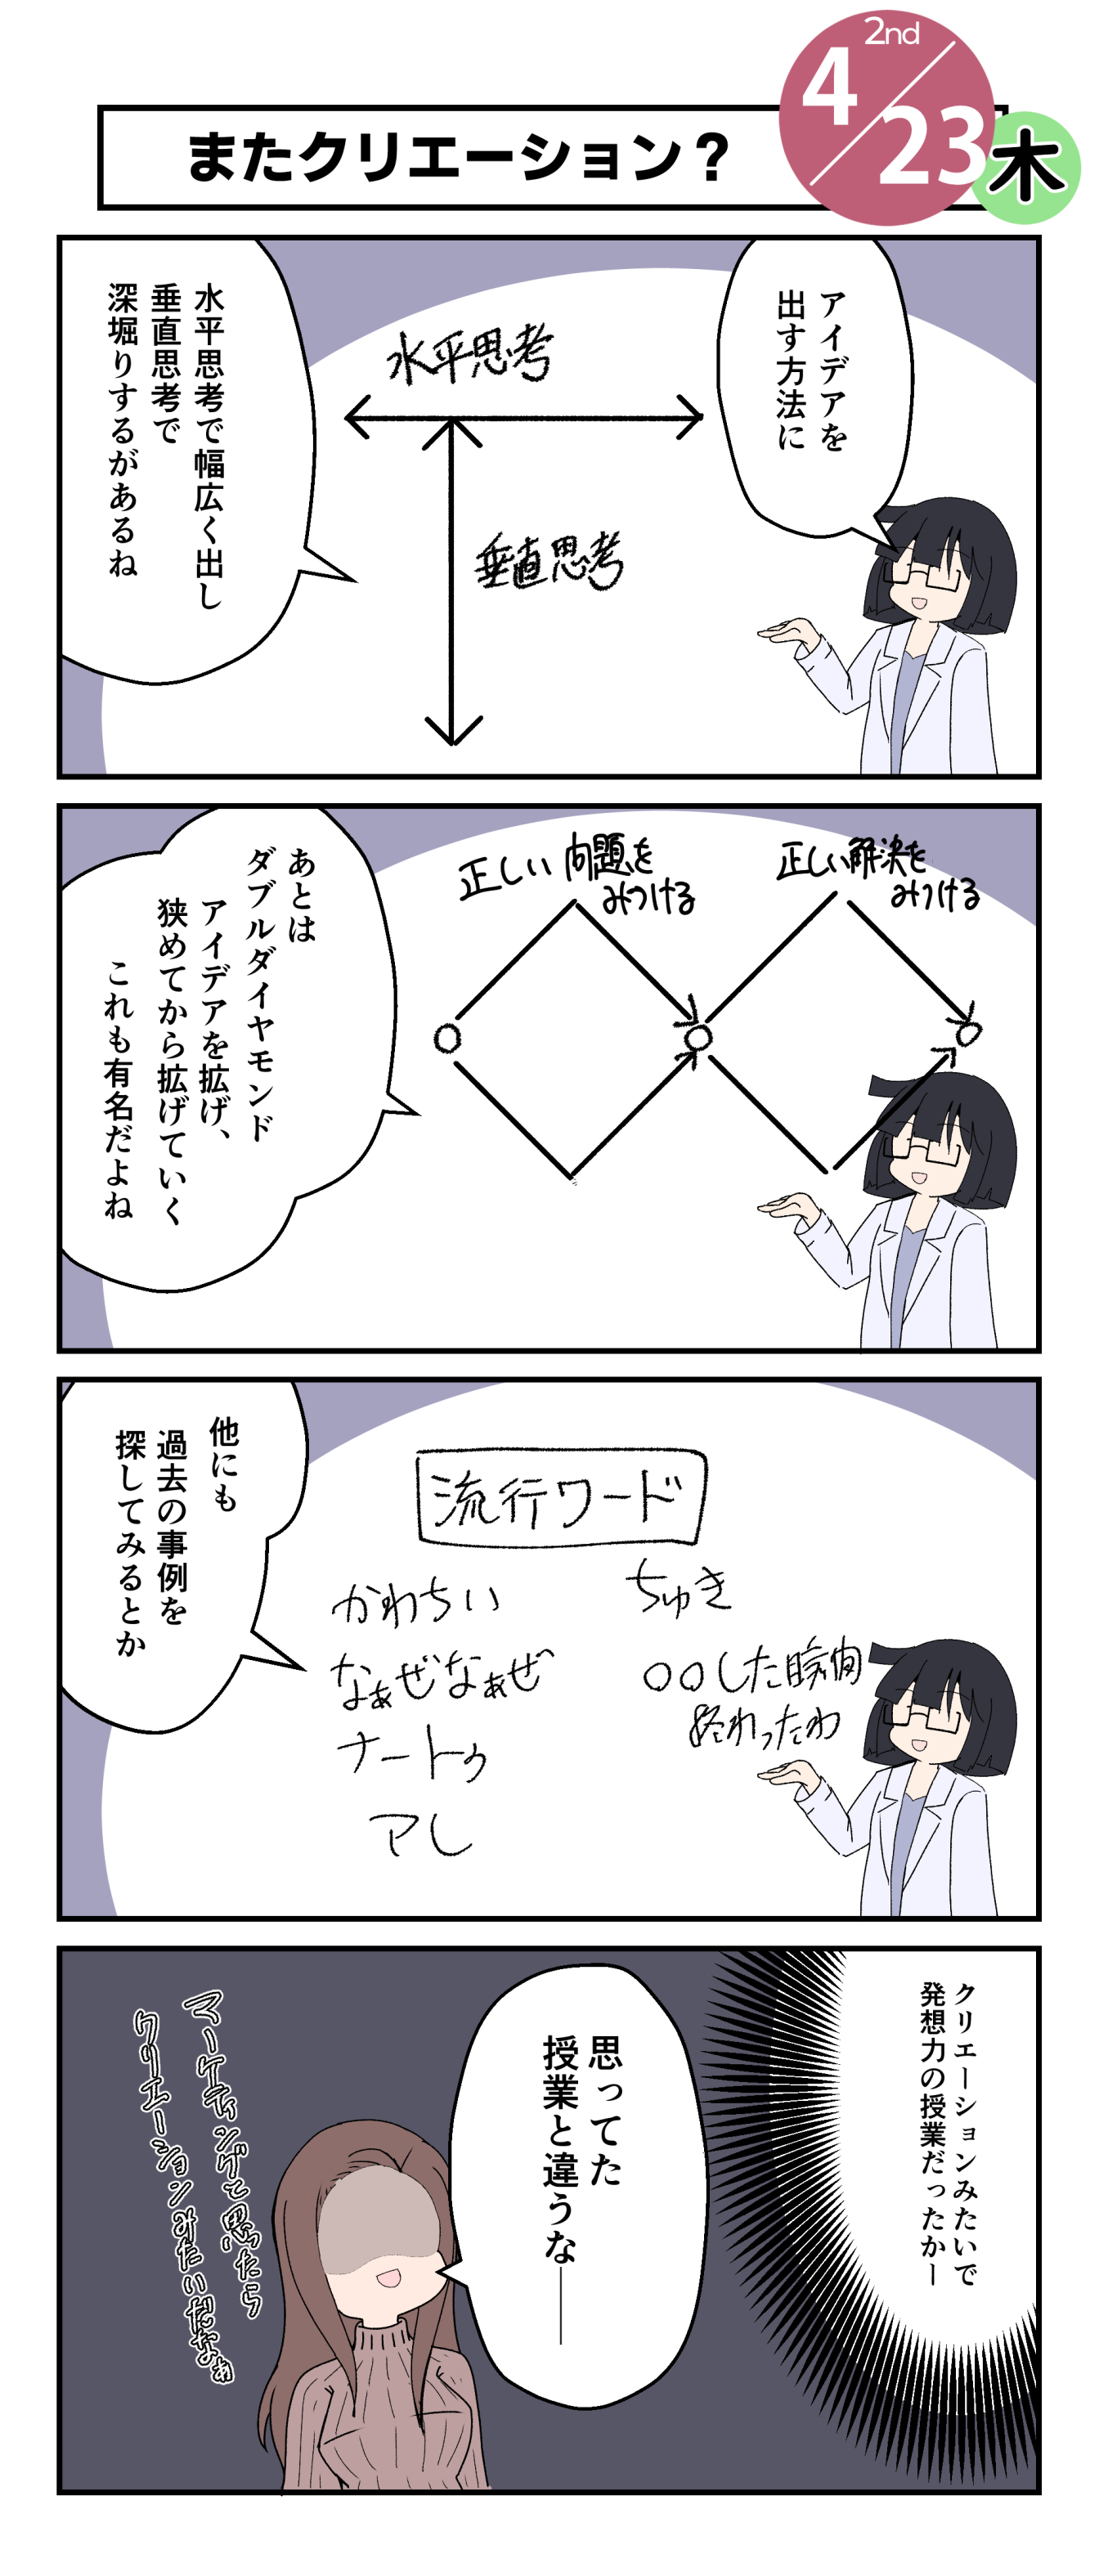 2nd
4/23
木
またクリエーション？
アイデアを
出す方法に
水平思考
垂直思考
水平思考で幅広く出し
垂直思考で
深堀りするがあるね
正しい解決を
みつける
正しい問題を
みつける
あとは
ダブルダイヤモンド
アイデアを拡げ、
狭めてから拡げていく
これも有名だよね
流行ワード
かわちい
なぁぜなぁぜ
ナートゥ
アし
ちゅき
○○した瞬間
終わったわ
他にも
過去の事例を
探してみるとか
クリエーションみたいで
発想力の授業だったかー
思ってた
授業と違うな――
マーケティングと思ったら
クリエーションみたいだなぁ